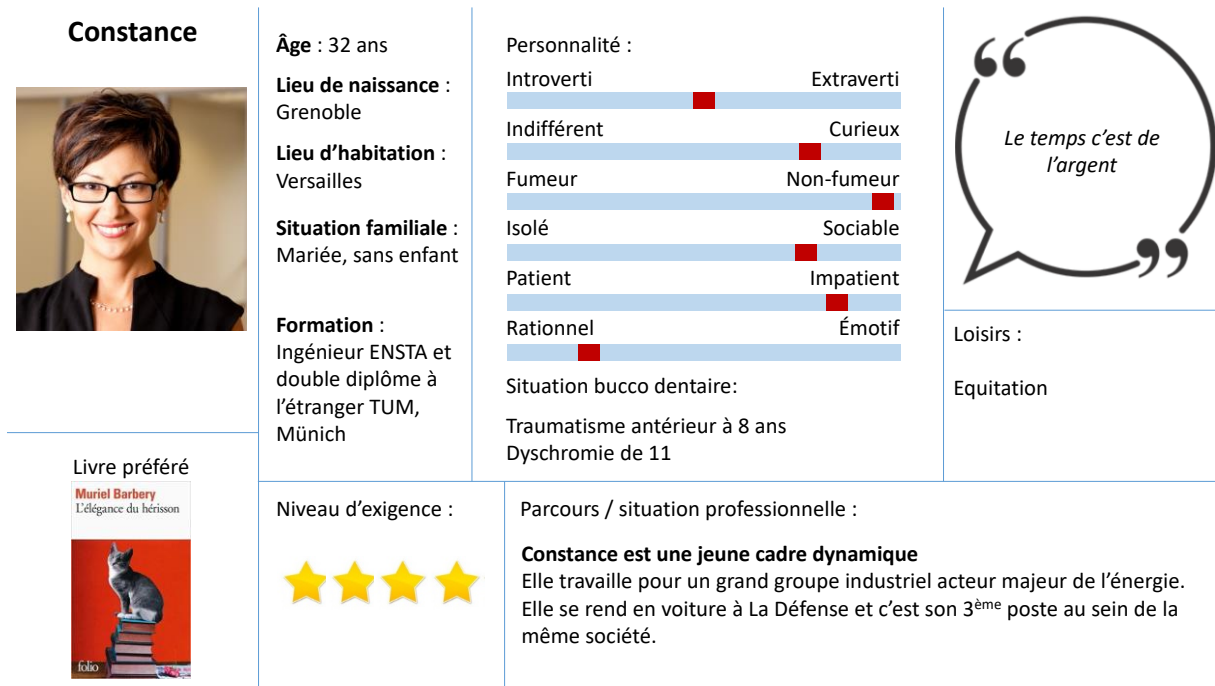 Constance
Âge : 32 ans
Lieu de naissance :
Grenoble
Lieu d’habitation :
Versailles
Situation familiale :
Mariée, sans enfant
Formation :
Ingénieur ENSTA et
double diplôme à
l’étranger TUM,
Münich
Personnalité :
Introverti Extraverti
Indifférent Curieux
Fumeur Non-fumeur
Isolé Sociable
Patient Impatient
Rationnel Émotif
Situation bucco dentaire:
Traumatisme antérieur à 8 ans
Dyschromie de 11
“
Le temps c’est de
l’argent
”
Loisirs :
Equitation
Livre préféré
Muriel Barbery
L'élégance du hérisson
folio
Niveau d’exigence :
Parcours / situation professionnelle :
Constance est une jeune cadre dynamique
Elle travaille pour un grand groupe industriel acteur majeur de l’énergie.
Elle se rend en voiture à La Défense et c’est son 3ème poste au sein de la
même société.